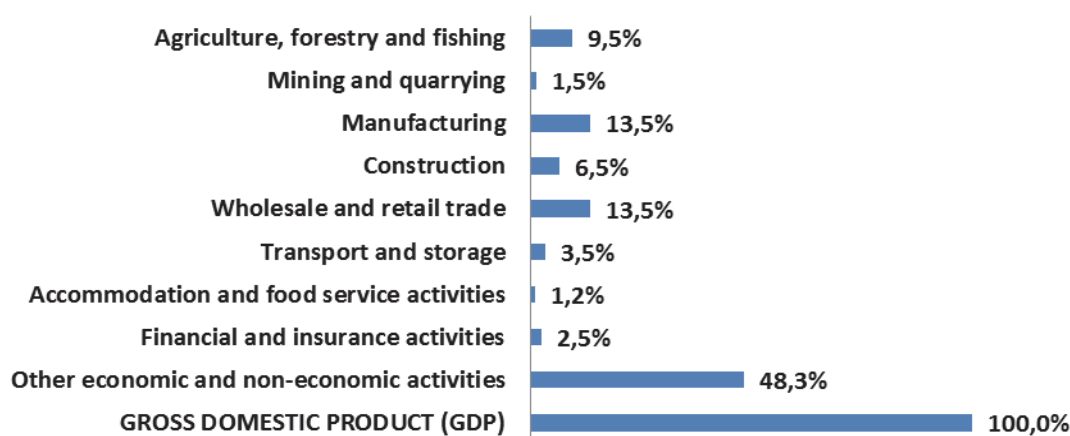 Agriculture, forestry and fishing 9,5%
Mining and quarrying 1,5%
Manufacturing 13,5%
Construction 6,5%
Wholesale and retail trade 13,5%
Transport and storage 3,5%
Accommodation and food service activities 1,2%
Financial and insurance activities 2,5%
Other economic and non-economic activities 48,3%
GROSS DOMESTIC PRODUCT (GDP) 100,0%